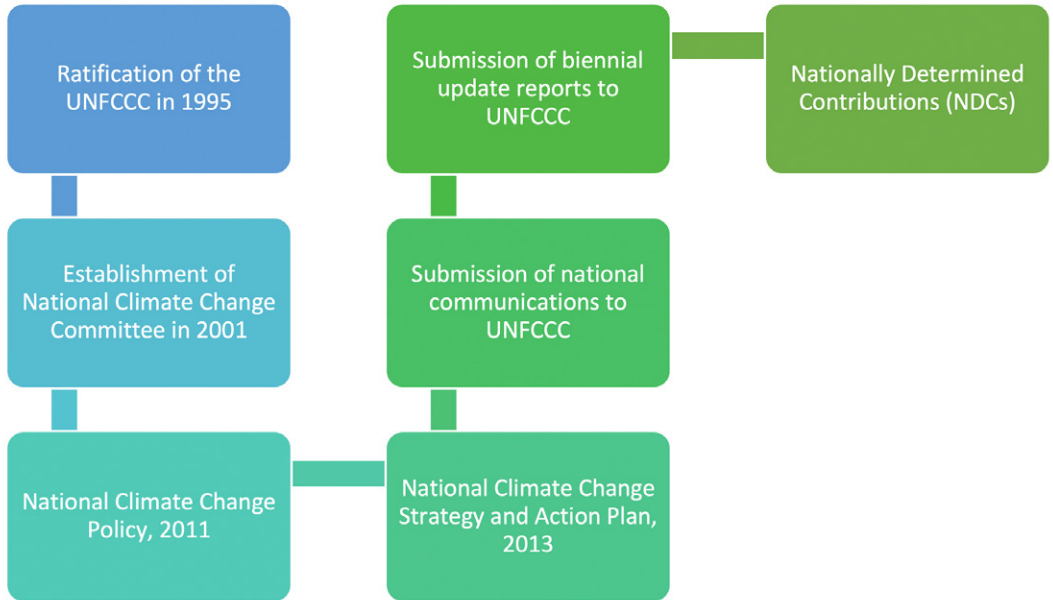 Ratification of the
UNFCCC in 1995
Establishment of
National Climate Change
Committee in 2001
National Climate Change
Policy, 2011
National Climate Change
Strategy and Action Plan,
2013
Submission of national
communications to
UNFCCC
Submission of biennial
update reports to
UNFCCC
Nationally Determined
Contributions (NDCs)